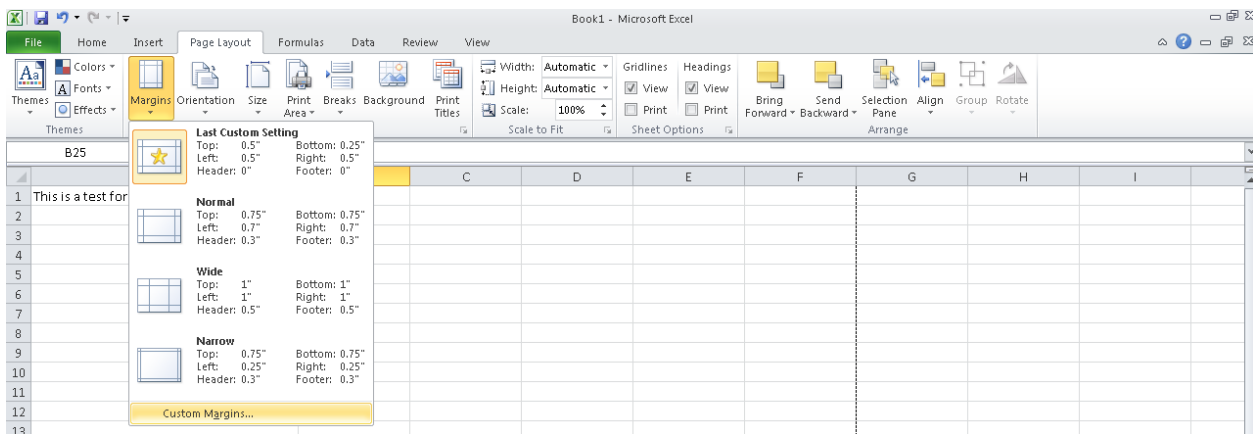 Book1 - Microsoft Excel
File Home Insert Page Layout Formulas Data Review View
Colors
Fonts
Effects
Themes
Themes
Margins
Orientation
Size
Print Area
Breaks
Background
Print Titles
Width: Automatic
Height: Automatic
Scale: 100%
Scale to Fit
Gridlines Headings
View View
Print Print
Sheet Options
Bring Forward
Send Backward
Selection Pane
Align
Group
Rotate
Arrange
B25
C D E F G H I
1 This is a test for
2
3
4
5
6
7
8
9
10
11
12
13
Last Custom Setting
Top: 0.5" Bottom: 0.25"
Left: 0.5" Right: 0.5"
Header: 0" Footer: 0"
Normal
Top: 0.75" Bottom: 0.75"
Left: 0.7" Right: 0.7"
Header: 0.3" Footer: 0.3"
Wide
Top: 1" Bottom: 1"
Left: 1" Right: 1"
Header: 0.5" Footer: 0.5"
Narrow
Top: 0.75" Bottom: 0.75"
Left: 0.25" Right: 0.25"
Header: 0.3" Footer: 0.3"
Custom Margins...